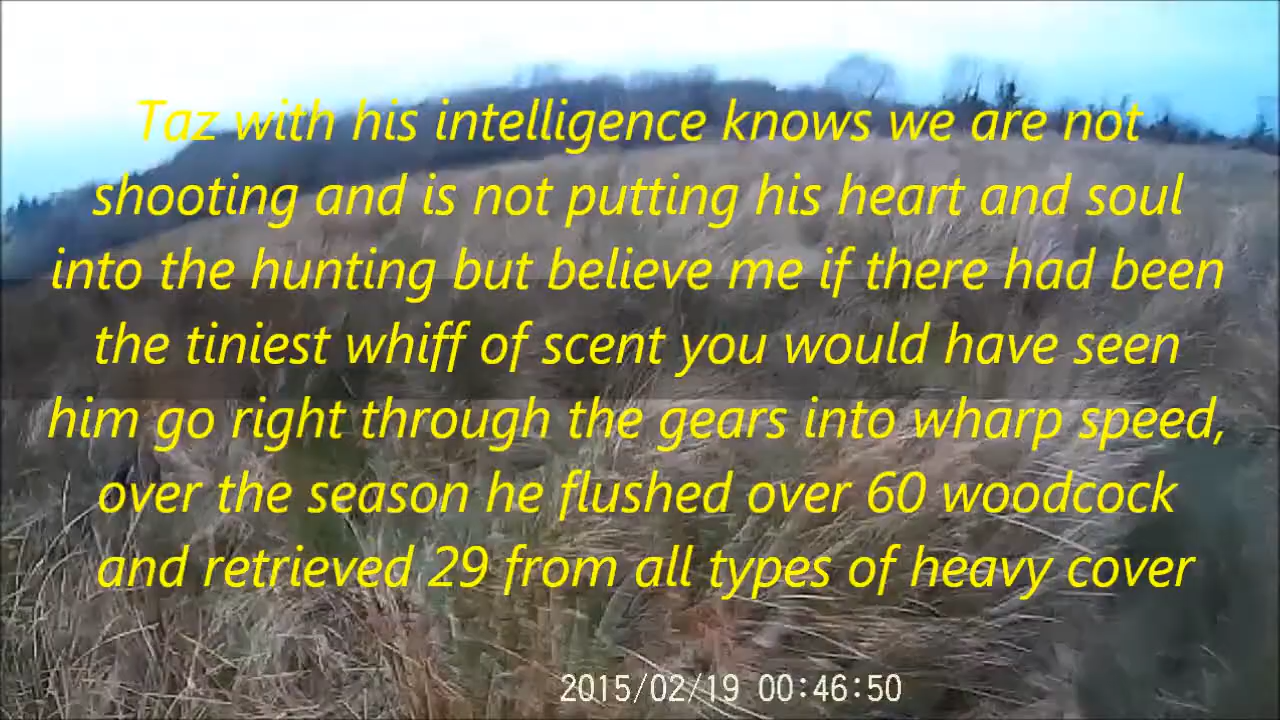 Taz with his intelligence knows we are not
shooting and is not putting his heart and soul
into the hunting but believe me if there had been
the tiniest whiff of scent you would have seen
him go right through the gears into wharp speed,
over the season he flushed over 60 woodcock
and retrieved 29 from all types of heavy cover
2015/02/19 00:46:50